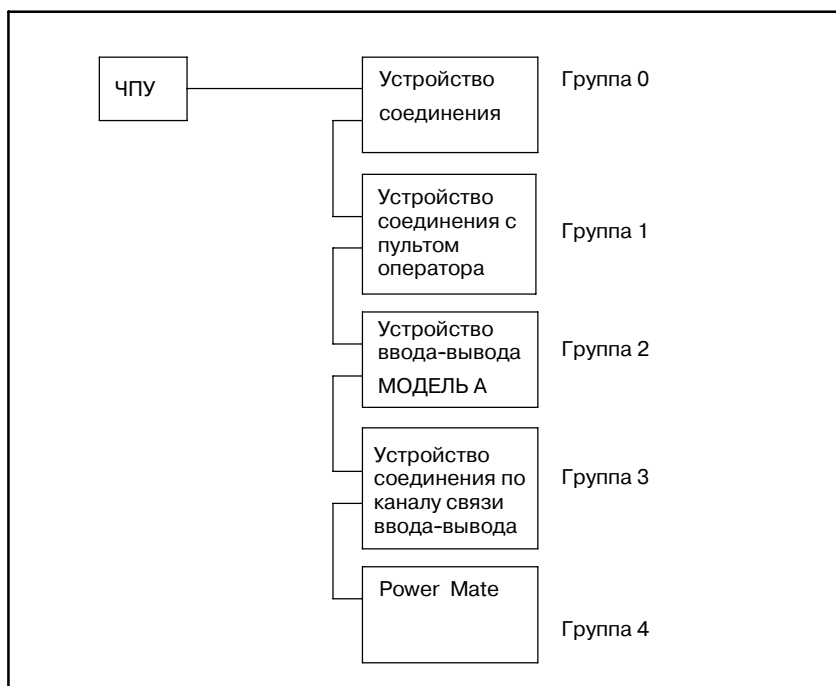 ЧПУ
Устройство
соединения
Группа 0
Устройство
соединения с
пультом
оператора
Группа 1
Устройство
ввода-вывода
МОДЕЛЬ А
Группа 2
Устройство
соединения по
каналу связи
ввода-вывода
Группа 3
Power Mate
Группа 4